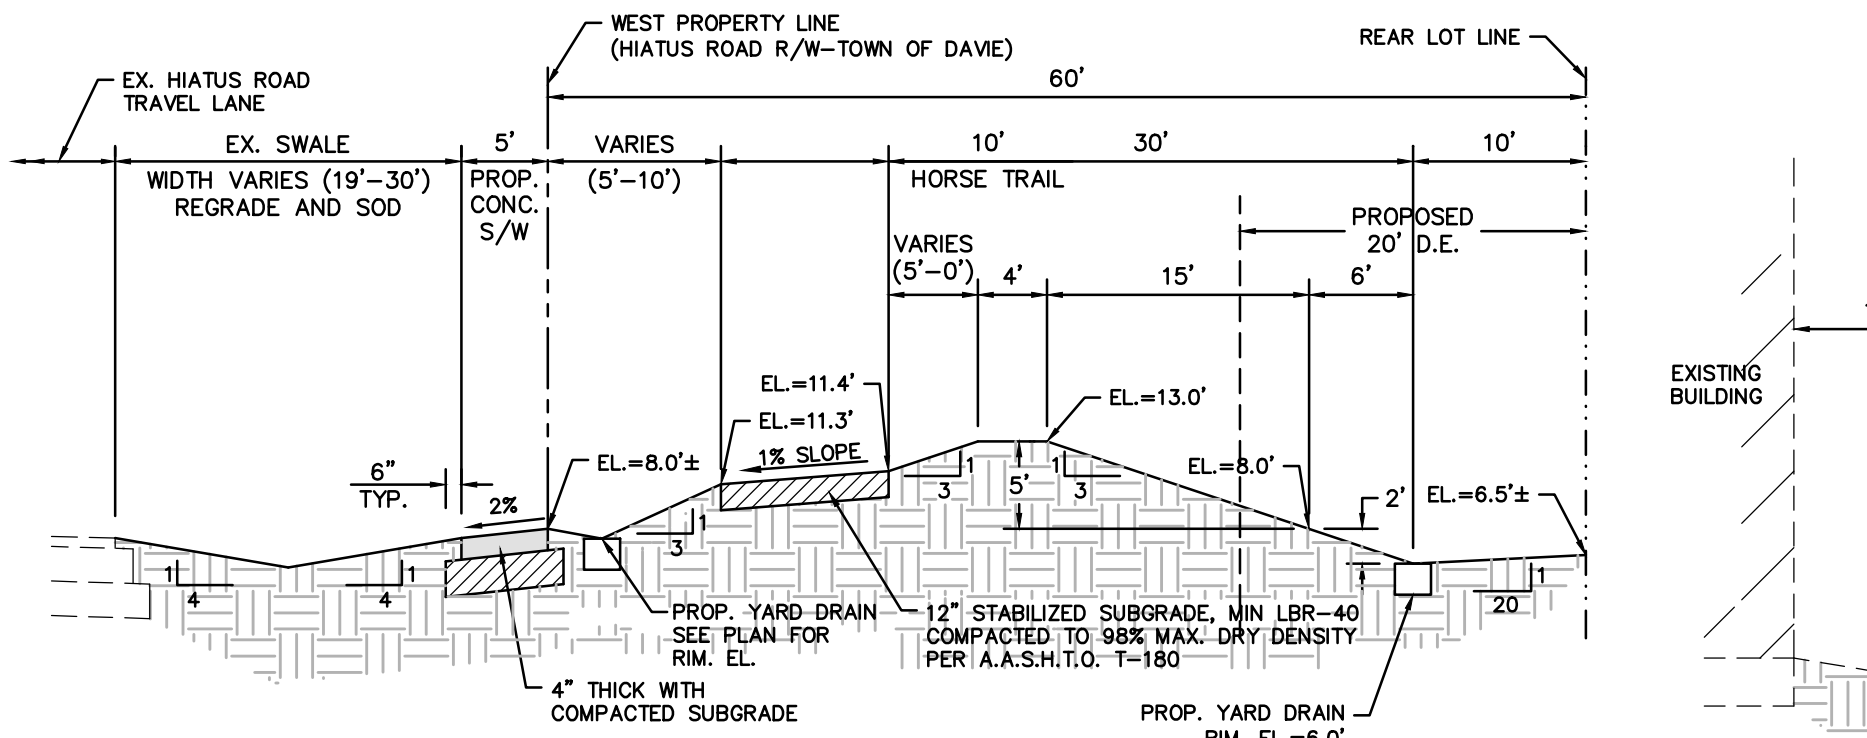 WEST PROPERTY LINE
(HIATUS ROAD R/W-TOWN OF DAVIE)
REAR LOT LINE
EX. HIATUS ROAD
TRAVEL LANE
60'
EX. SWALE
5'
VARIES
10'
30'
10'
WIDTH VARIES (19'-30')
REGRADE AND SOD
PROP.
CONC.
S/W
(5'-10')
HORSE TRAIL
PROPOSED
20' D.E.
VARIES
(5'-0')
4'
15'
6'
EL.=11.4'
EL.=11.3'
EL.=13.0'
EXISTING
BUILDING
1% SLOPE
EL.=8.0'±
EL.=8.0'
6"
TYP.
2%
1
3
5'
1
3
2'
EL.=6.5'±
1
3
1
4
1
4
1
20
PROP. YARD DRAIN
SEE PLAN FOR
RIM. EL.
12" STABILIZED SUBGRADE, MIN LBR-40
COMPACTED TO 98% MAX. DRY DENSITY
PER A.A.S.H.T.O. T-180
4" THICK WITH
COMPACTED SUBGRADE
PROP. YARD DRAIN
RIM. EL.=6.0'